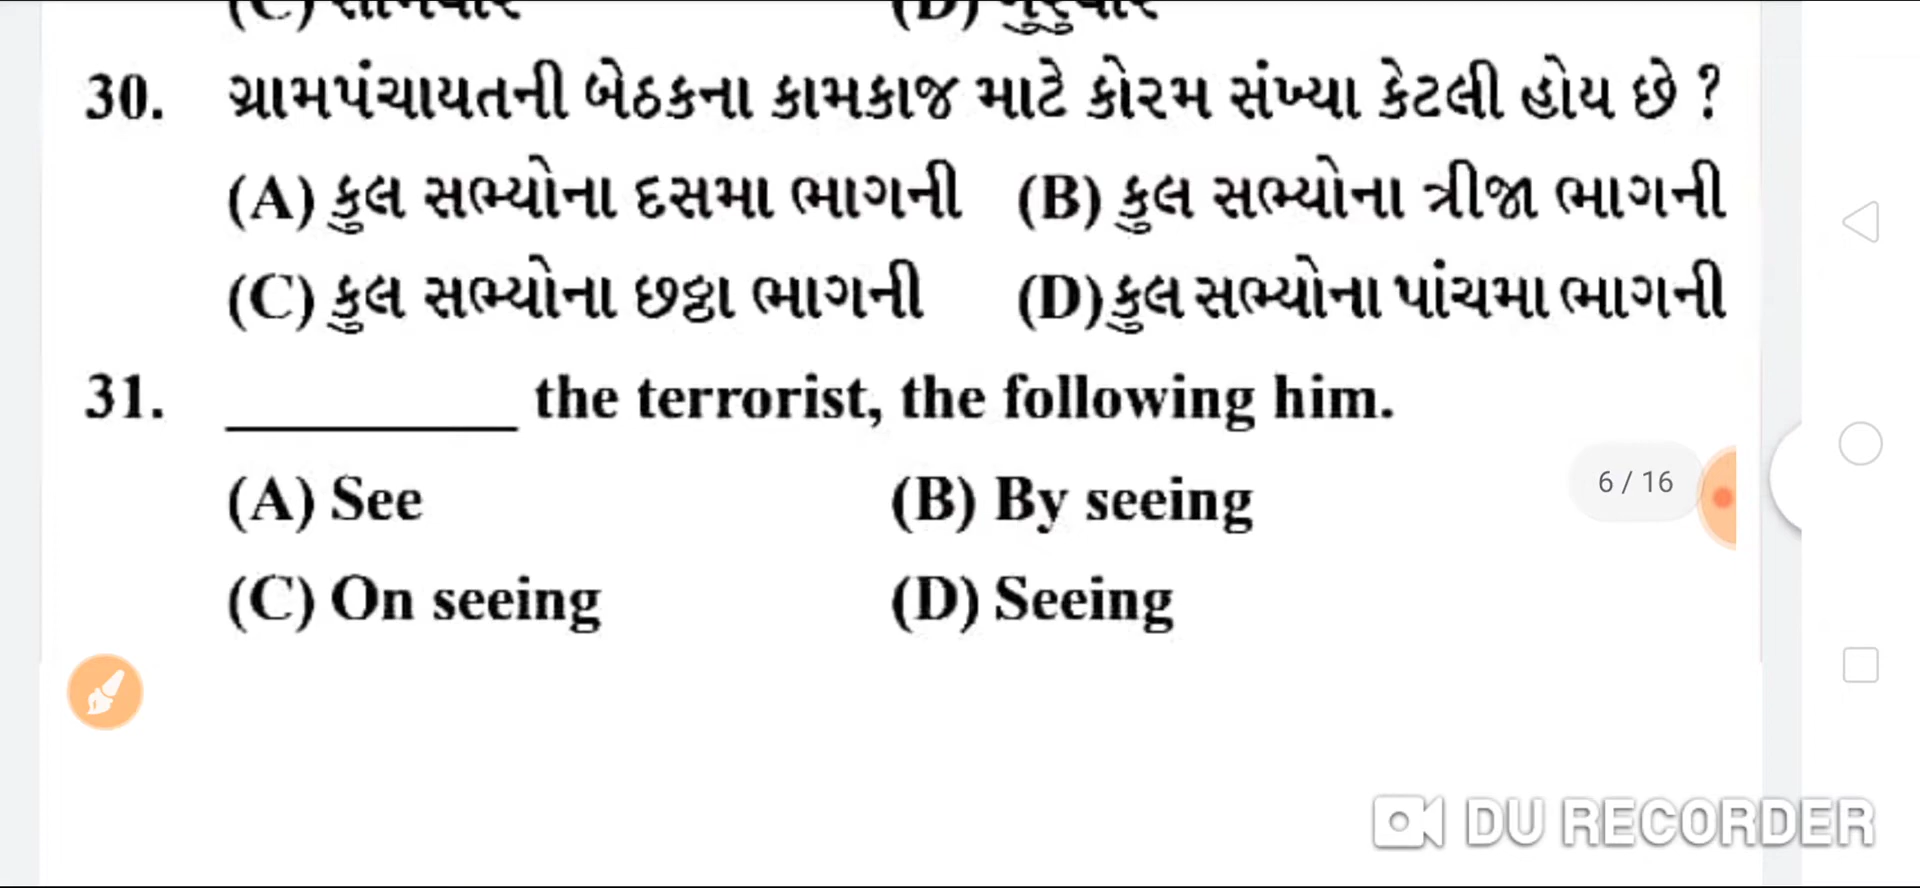 30. ગ્રામપંચાયતની બેઠકના કામકાજ માટે કોરમ સંખ્યા કેટલી હોય છે ?
(A) કુલ સભ્યોના દસમા ભાગની (B) કુલ સભ્યોના ત્રીજા ભાગની
(C) કુલ સભ્યોના છઠ્ઠા ભાગની (D) કુલ સભ્યોના પાંચમા ભાગની
31. __________ the terrorist, the following him.
(A) See (B) By seeing
6 / 16
(C) On seeing (D) Seeing
DU RECORDER